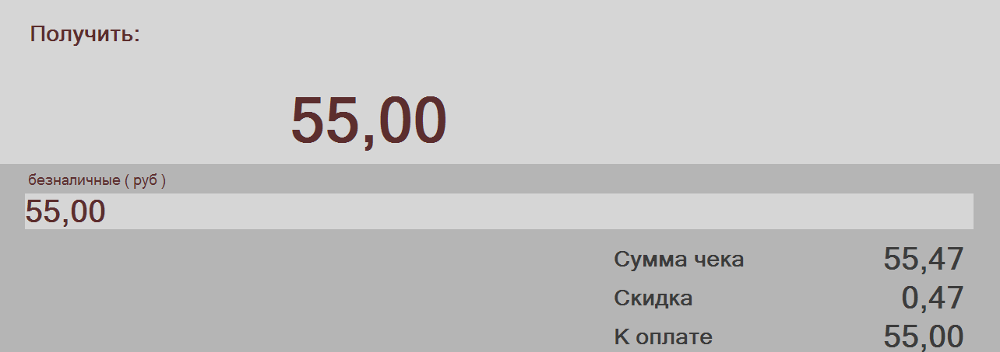 Получить:
55,00
безналичные ( руб )
55,00
Сумма чека 55,47
Скидка 0,47
К оплате 55,00